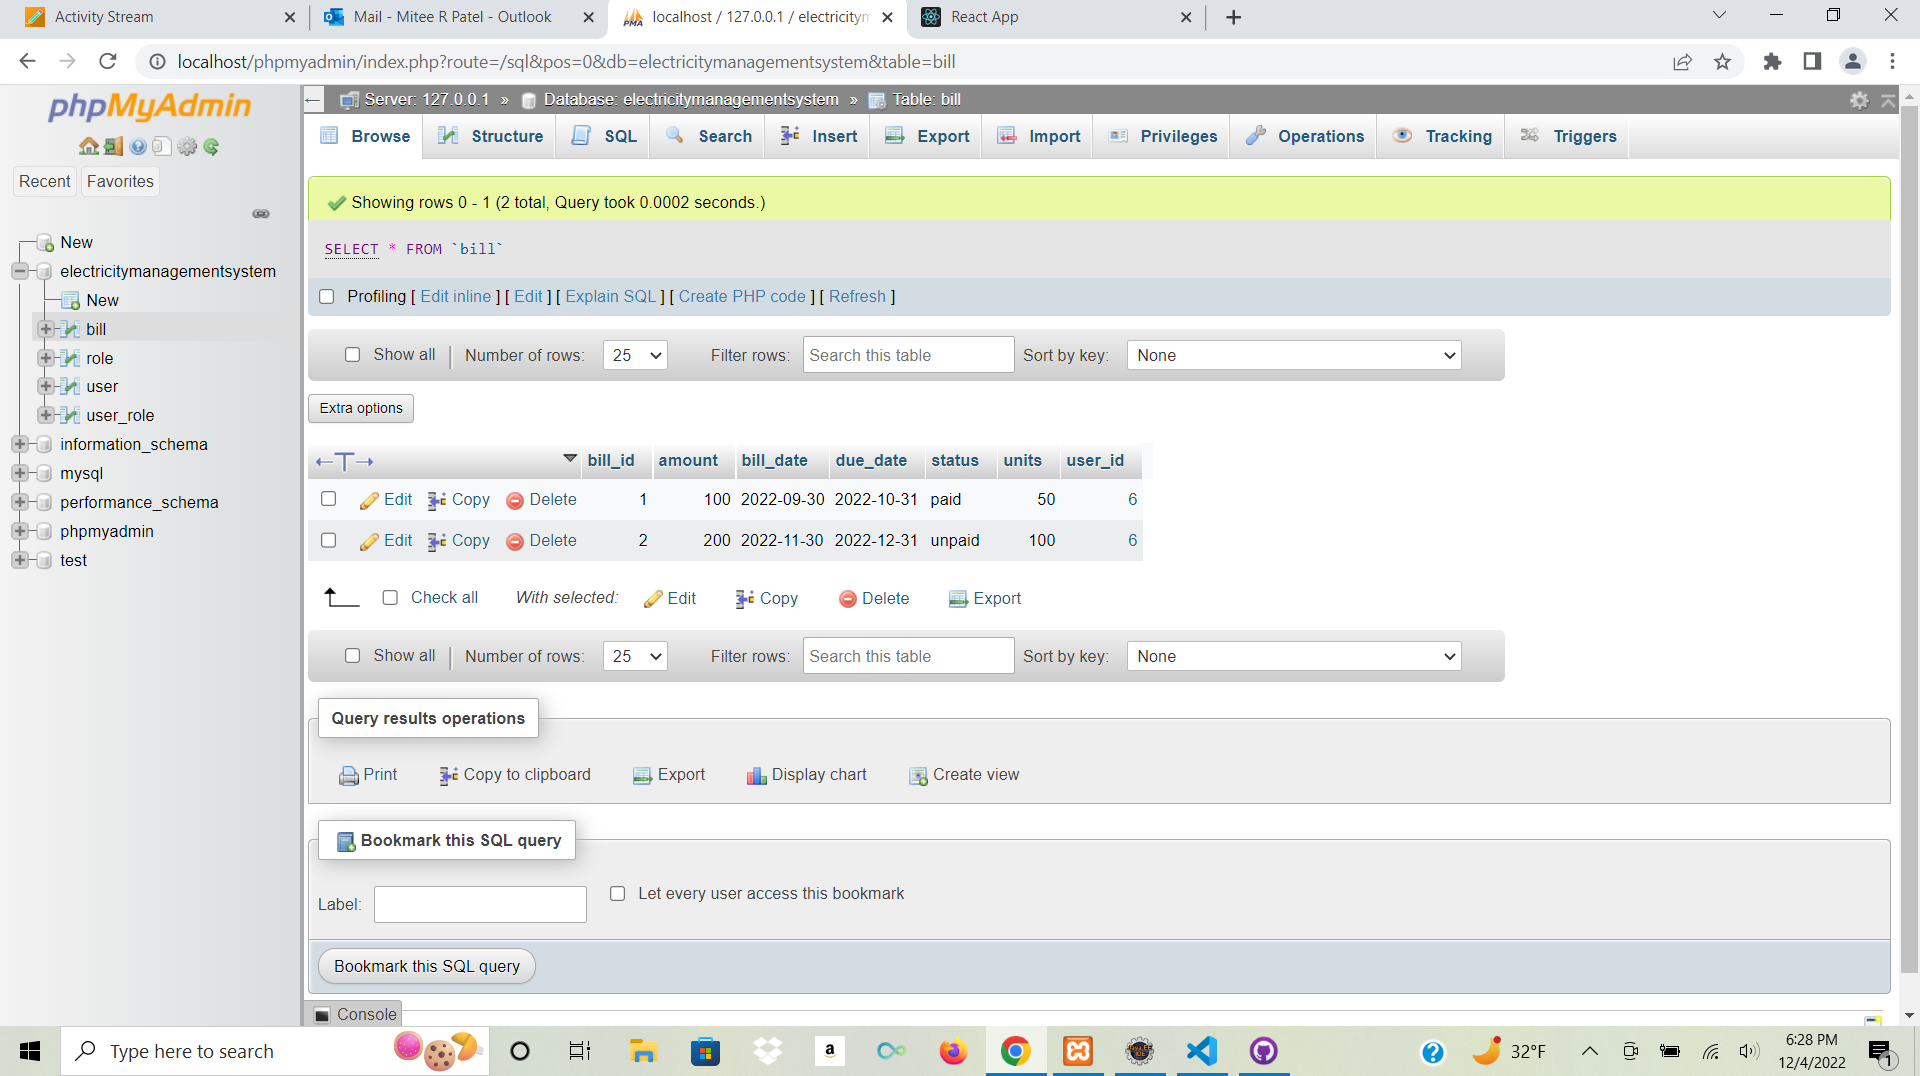 Activity Stream
Mail - Mitee R Patel - Outlook
localhost / 127.0.0.1 / electricitym
React App
localhost/phpmyadmin/index.php?route=/sql&pos=0&db=electricitymanagementsystem&table=bill
phpMyAdmin
Recent
Favorites
New
electricitymanagementsystem
New
bill
role
user
user_role
information_schema
mysql
performance_schema
phpmyadmin
test
Server: 127.0.0.1 » Database: electricitymanagementsystem » Table: bill
Browse Structure SQL Search Insert Export Import Privileges Operations Tracking Triggers
Showing rows 0 - 1 (2 total, Query took 0.0002 seconds.)
SELECT * FROM `bill`
Profiling [ Edit inline ] [ Edit ] [ Explain SQL ] [ Create PHP code ] [ Refresh ]
Show all | Number of rows: 25 Filter rows: Search this table Sort by key: None
Extra options
bill_id amount bill_date due_date status units user_id
Edit Copy Delete 1 100 2022-09-30 2022-10-31 paid 50 6
Edit Copy Delete 2 200 2022-11-30 2022-12-31 unpaid 100 6
Check all With selected: Edit Copy Delete Export
Show all | Number of rows: 25 Filter rows: Search this table Sort by key: None
Query results operations
Print Copy to clipboard Export Display chart Create view
Bookmark this SQL query
Label: Let every user access this bookmark
Bookmark this SQL query
Console
Type here to search
32°F
6:28 PM
12/4/2022
1